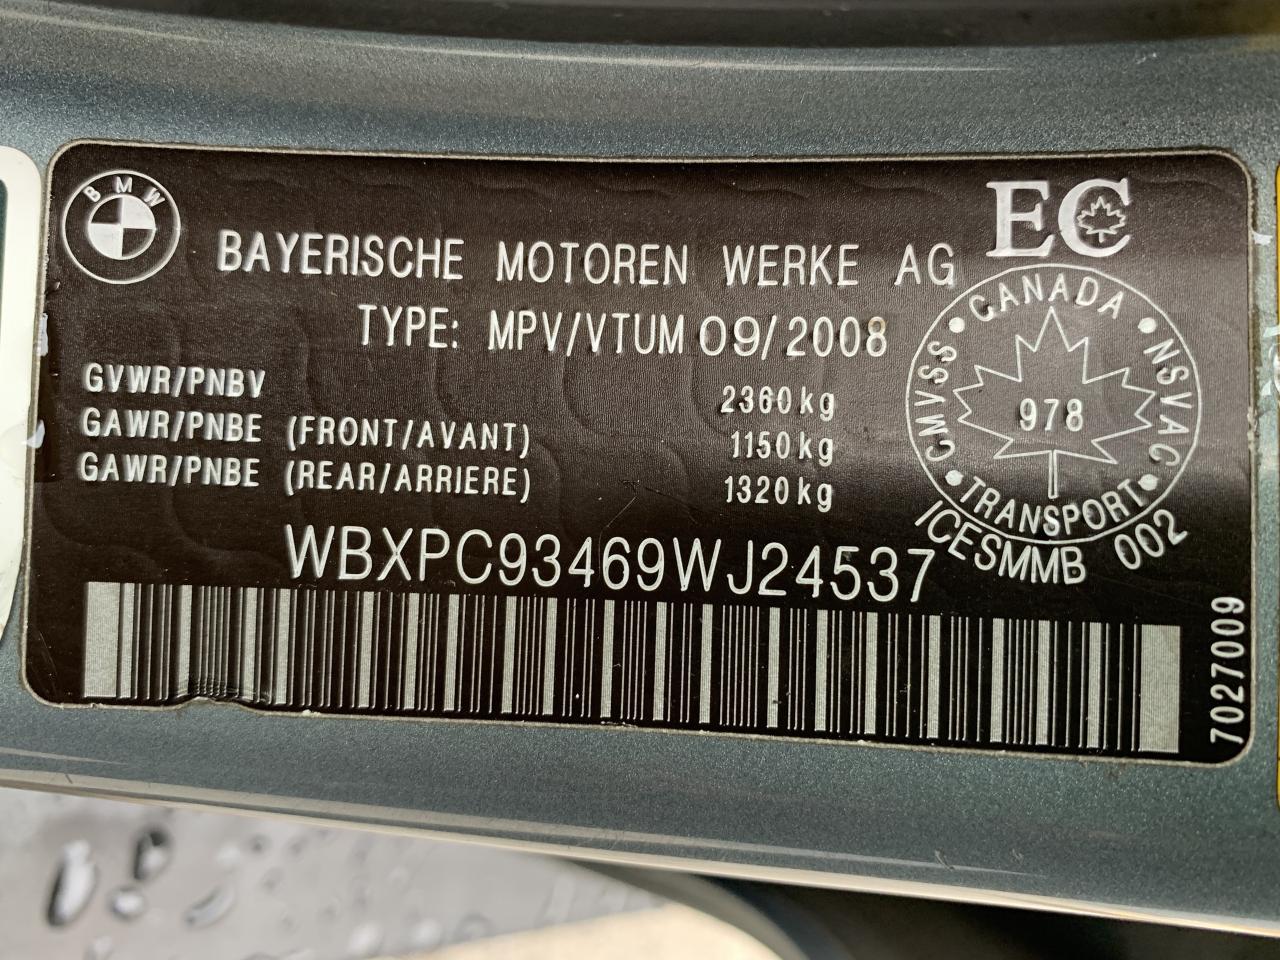 BMW
BAYERISCHE MOTOREN WERKE AG
TYPE: MPV/VTUM 09/2008
GVWR/PNBV 2360 kg
GAWR/PNBE (FRONT/AVANT) 1150 kg
GAWR/PNBE (REAR/ARRIERE) 1320 kg
WBXPC93469WJ24537
EC
CANADA
CMVSS
NSVAC
978
TRANSPORT
ICESMMB 002
7027009